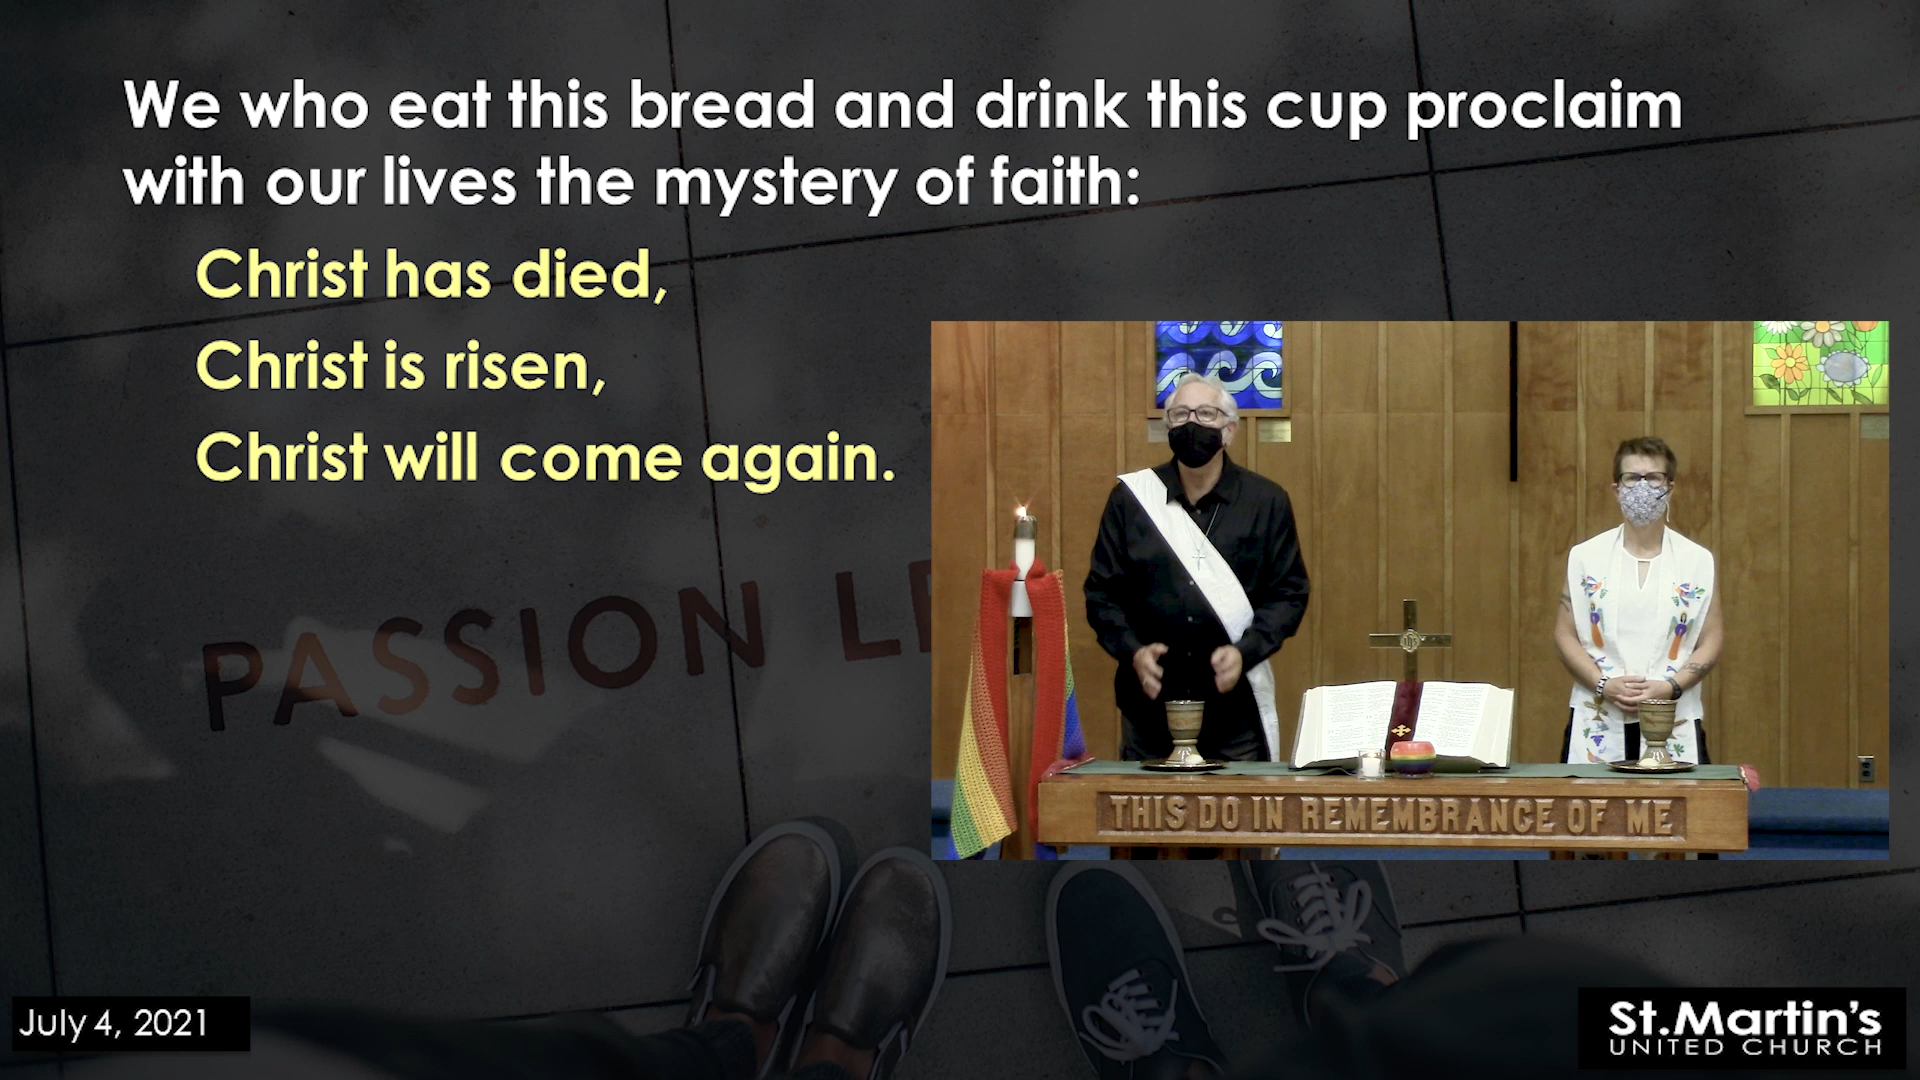 We who eat this bread and drink this cup proclaim
with our lives the mystery of faith:
Christ has died,
Christ is risen,
Christ will come again.
PASSION LE
THIS DO IN REMEMBRANCE OF ME
July 4, 2021
St.Martin's
UNITED CHURCH